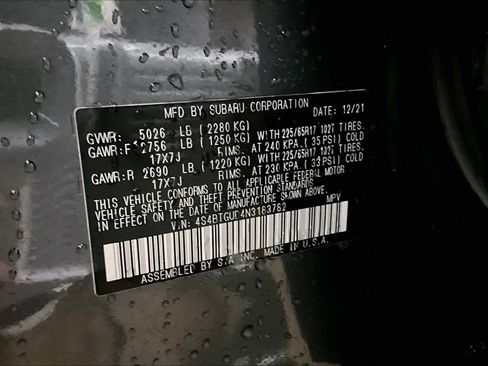 MFD BY SUBARU CORPORATION DATE: 12/21
GVWR: 5026 LB (2280 KG)
GAWR:F 2756 LB (1250 KG) WITH 225/65R17 102T TIRES.
17X7J RIMS. AT 240 KPA.(35 PSI) COLD
GAWR:R 2690 LB.(1220 KG) WITH 225/65R17 102T TIRES.
17X7J RIMS. AT 230 KPA.(33 PSI) COLD
THIS VEHICLE CONFORMS TO ALL APPLICABLE FEDERAL MOTOR
VEHICLE SAFETY AND THEFT PREVENTION STANDARDS
IN EFFECT ON THE DATE OF MANUFACTURE SHOWN ABOVE.
V.N: MPV
ASSEMBLED BY S.I.A. INC. MADE IN U.S.A.